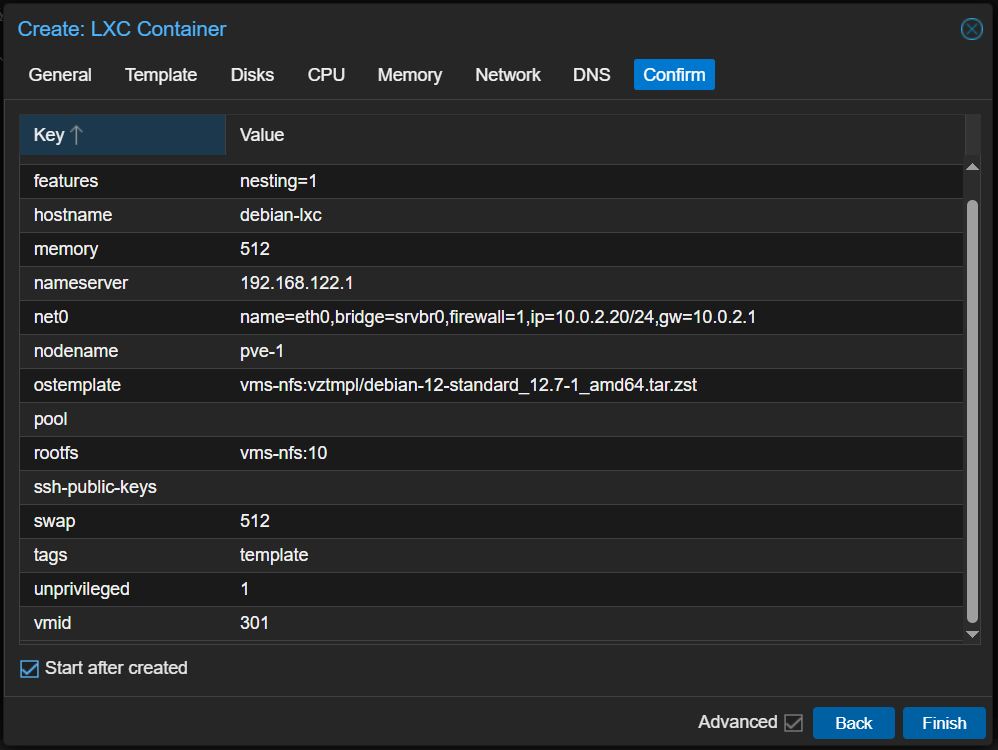 Create: LXC Container
General Template Disks CPU Memory Network DNS Confirm
Key Value
features nesting=1
hostname debian-lxc
memory 512
nameserver 192.168.122.1
net0 name=eth0,bridge=srvbr0,firewall=1,ip=10.0.2.20/24,gw=10.0.2.1
nodename pve-1
ostemplate vms-nfs:vztmpl/debian-12-standard_12.7-1_amd64.tar.zst
pool
rootfs vms-nfs:10
ssh-public-keys
swap 512
tags template
unprivileged 1
vmid 301
Start after created
Advanced Back Finish